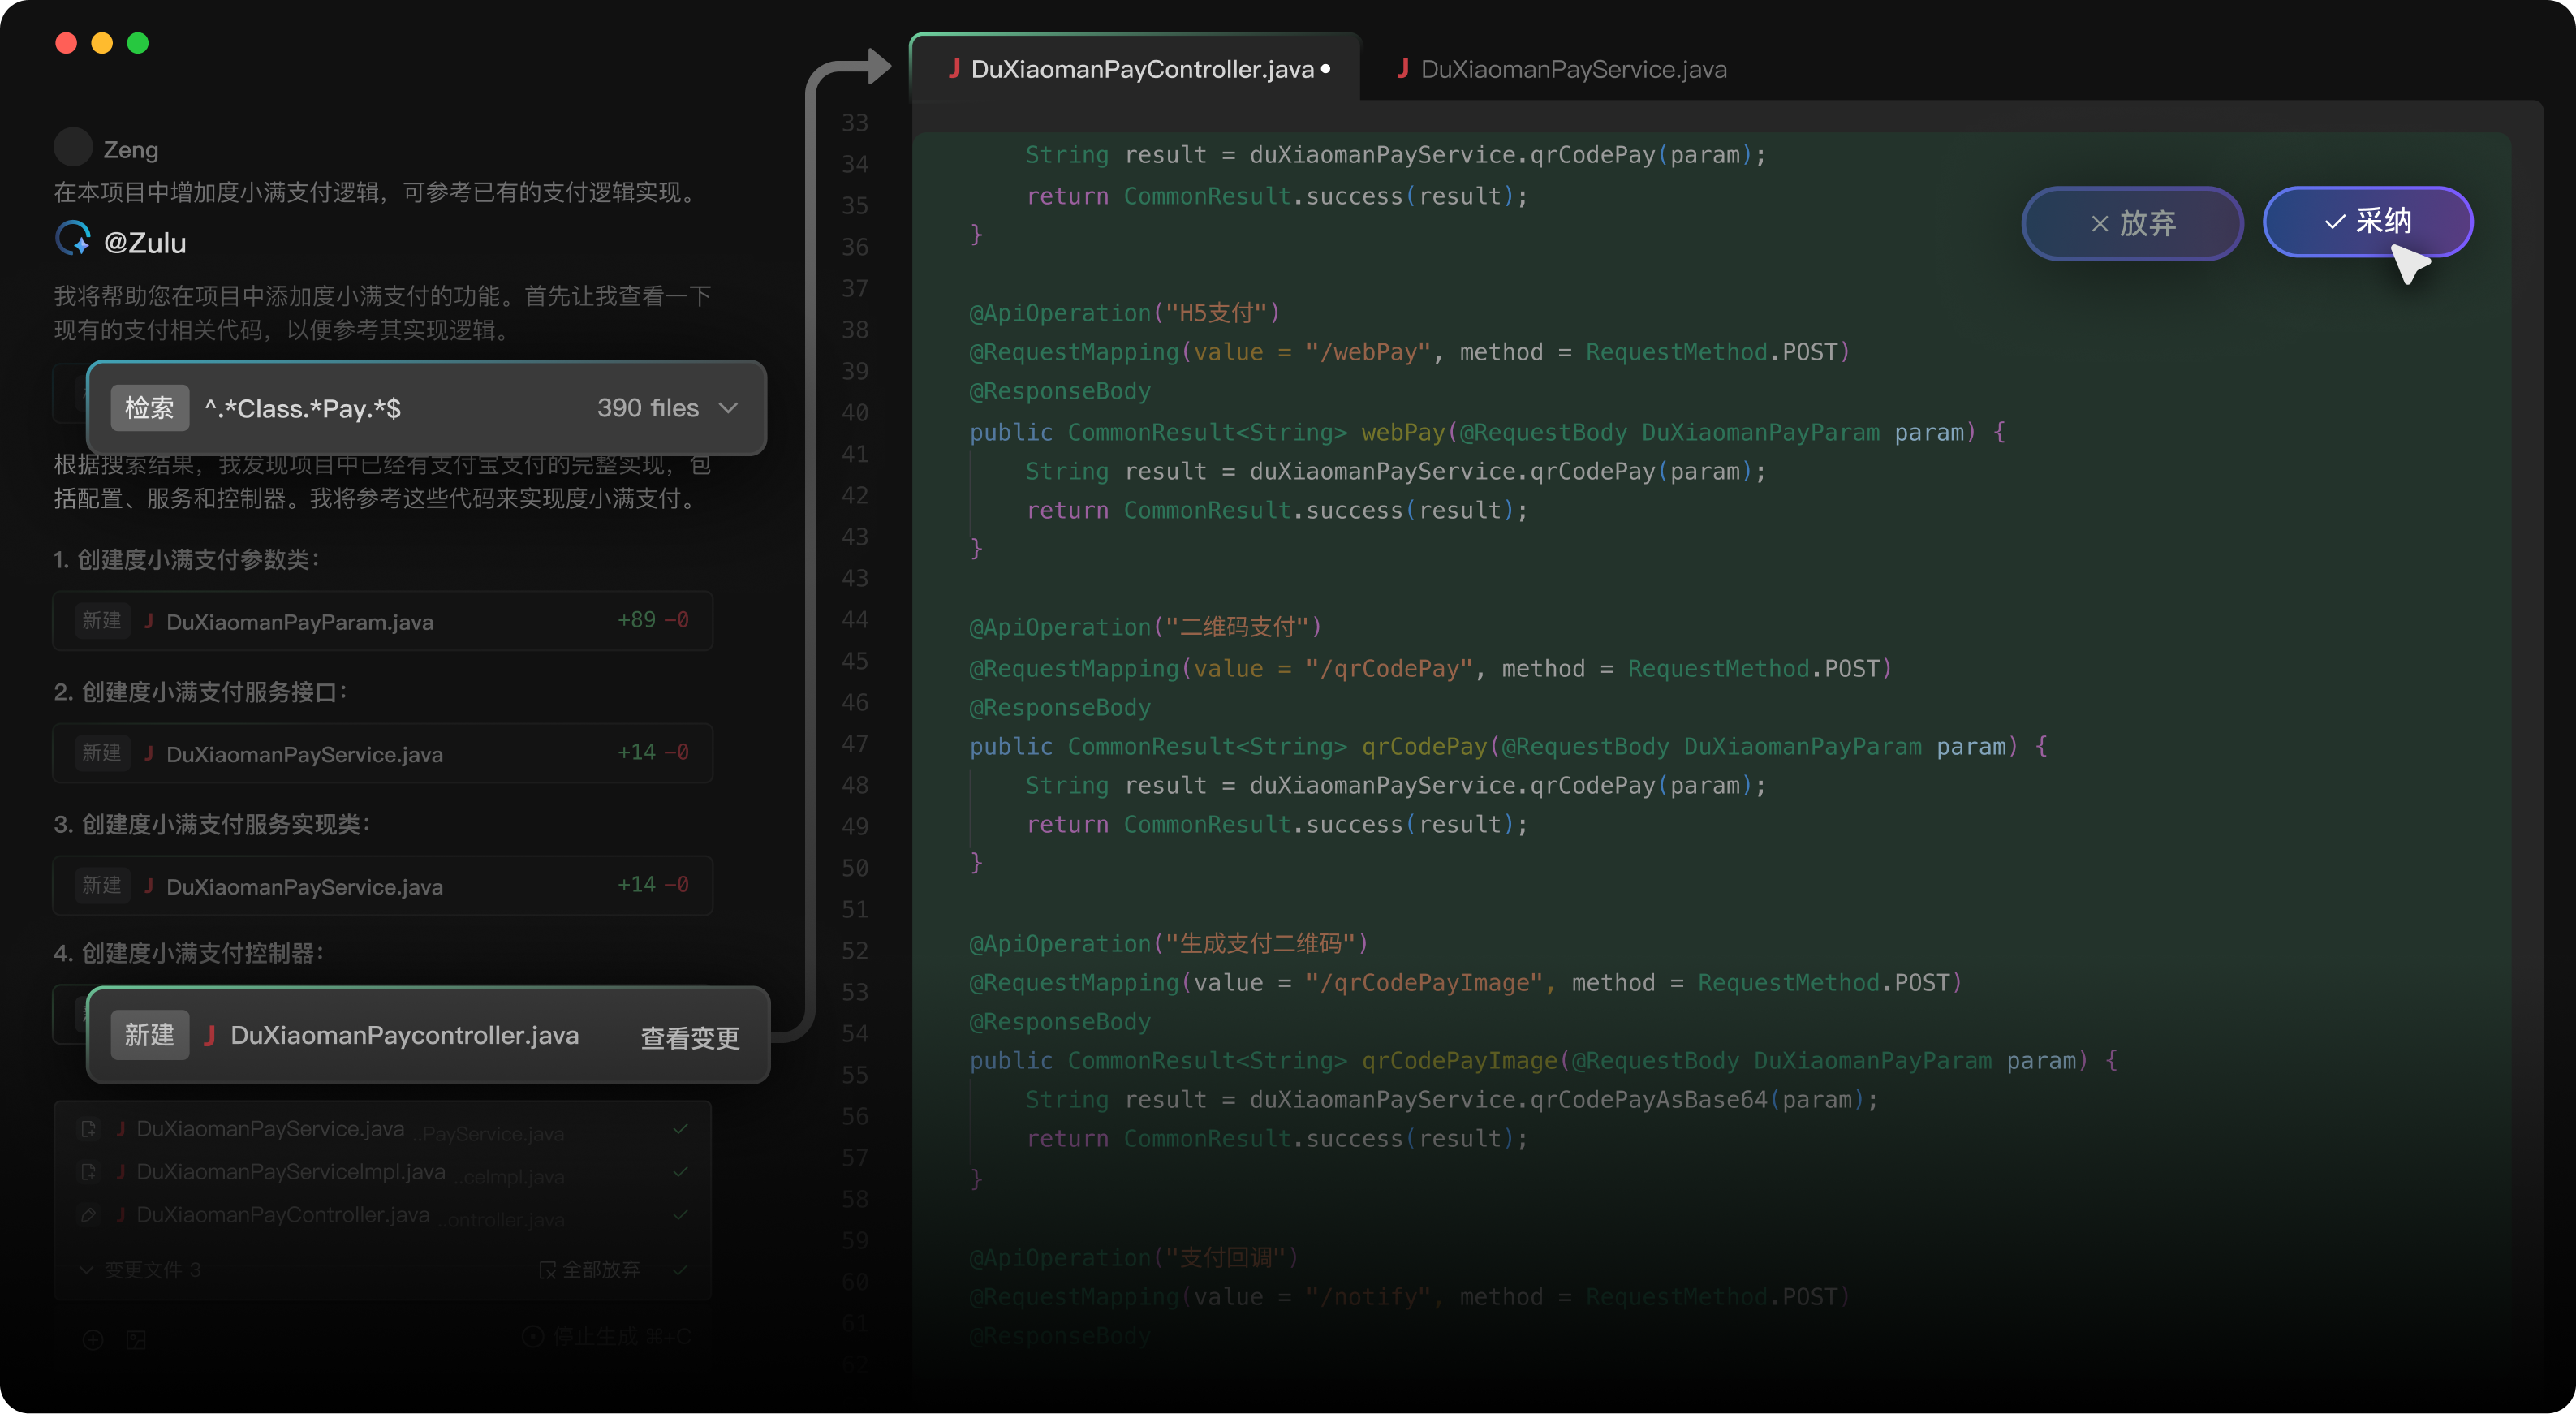 Zeng
在本项目中增加度小满支付逻辑，可参考已有的支付逻辑实现。
@Zulu
我将帮助您在项目中添加度小满支付的功能。首先让我查看一下
现有的支付相关代码，以便参考其实现逻辑。
检索 ^.*Class.*Pay.*$ 390 files
根据搜索结果，我发现项目中已经有支付宝支付的完整实现，包
括配置、服务和控制器。我将参考这些代码来实现度小满支付。
1. 创建度小满支付参数类：
新建 J DuXiaomanPayParam.java +89 -0
2. 创建度小满支付服务接口：
新建 J DuXiaomanPayService.java +14 -0
3. 创建度小满支付服务实现类：
新建 J DuXiaomanPayService.java +14 -0
4. 创建度小满支付控制器：
新建 J DuXiaomanPaycontroller.java 查看变更
J DuXiaomanPayService.java ..PayService.java
J DuXiaomanPayServiceImpl.java ..ceImpl.java
J DuXiaomanPayController.java ..ontroller.java
变更文件 3 全部放弃
停止生成 ⌘+C
J DuXiaomanPayController.java J DuXiaomanPayService.java
放弃 采纳
33
34 String result = duXiaomanPayService.qrCodePay(param);
35 return CommonResult.success(result);
36 }
37
38 @ApiOperation("H5支付")
39 @RequestMapping(value = "/webPay", method = RequestMethod.POST)
40 @ResponseBody
41 public CommonResult<String> webPay(@RequestBody DuXiaomanPayParam param) {
42 String result = duXiaomanPayService.qrCodePay(param);
43 return CommonResult.success(result);
43 }
44 @ApiOperation("二维码支付")
45 @RequestMapping(value = "/qrCodePay", method = RequestMethod.POST)
46 @ResponseBody
47 public CommonResult<String> qrCodePay(@RequestBody DuXiaomanPayParam param) {
48 String result = duXiaomanPayService.qrCodePay(param);
49 return CommonResult.success(result);
50 }
51
52 @ApiOperation("生成支付二维码")
53 @RequestMapping(value = "/qrCodePayImage", method = RequestMethod.POST)
54 @ResponseBody
55 public CommonResult<String> qrCodePayImage(@RequestBody DuXiaomanPayParam param) {
56 String result = duXiaomanPayService.qrCodePayAsBase64(param);
57 return CommonResult.success(result);
58 }
59
60 @ApiOperation("支付回调")
61 @RequestMapping(value = "/notify", method = RequestMethod.POST)
62 @ResponseBody